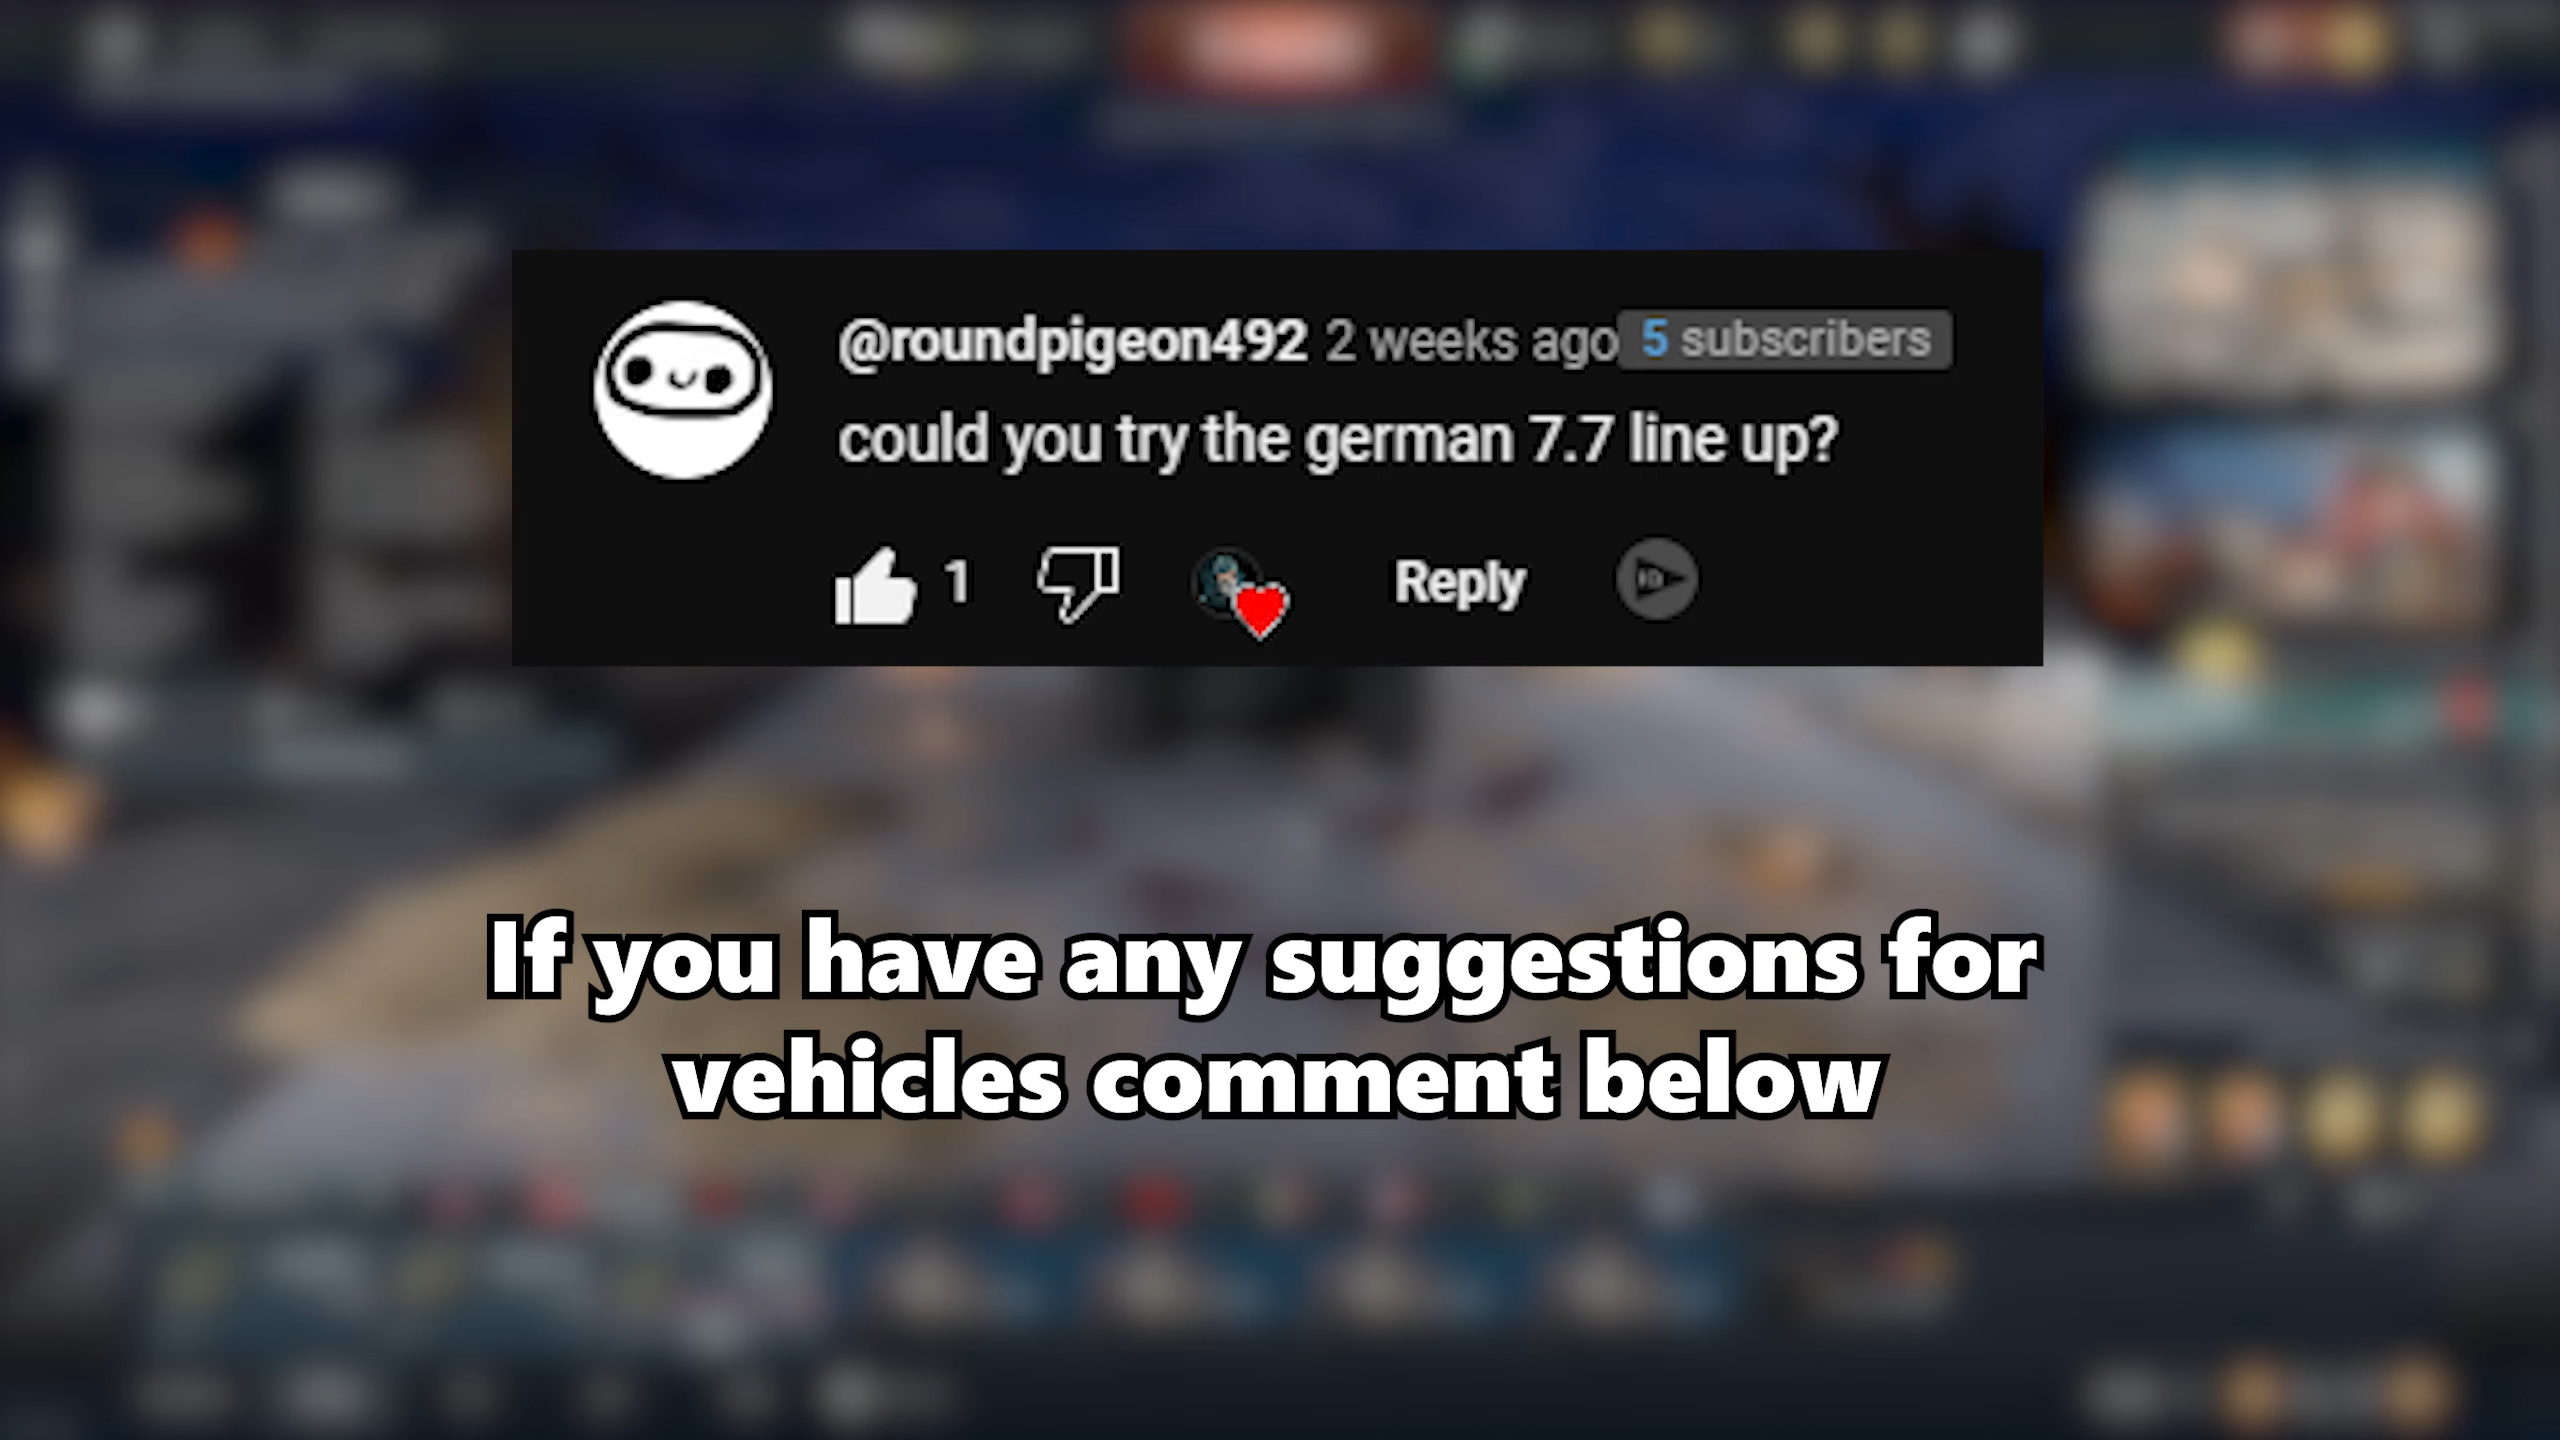 @roundpigeon492 2 weeks ago 5 subscribers
could you try the german 7.7 line up?
1 Reply
If you have any suggestions for
vehicles comment below